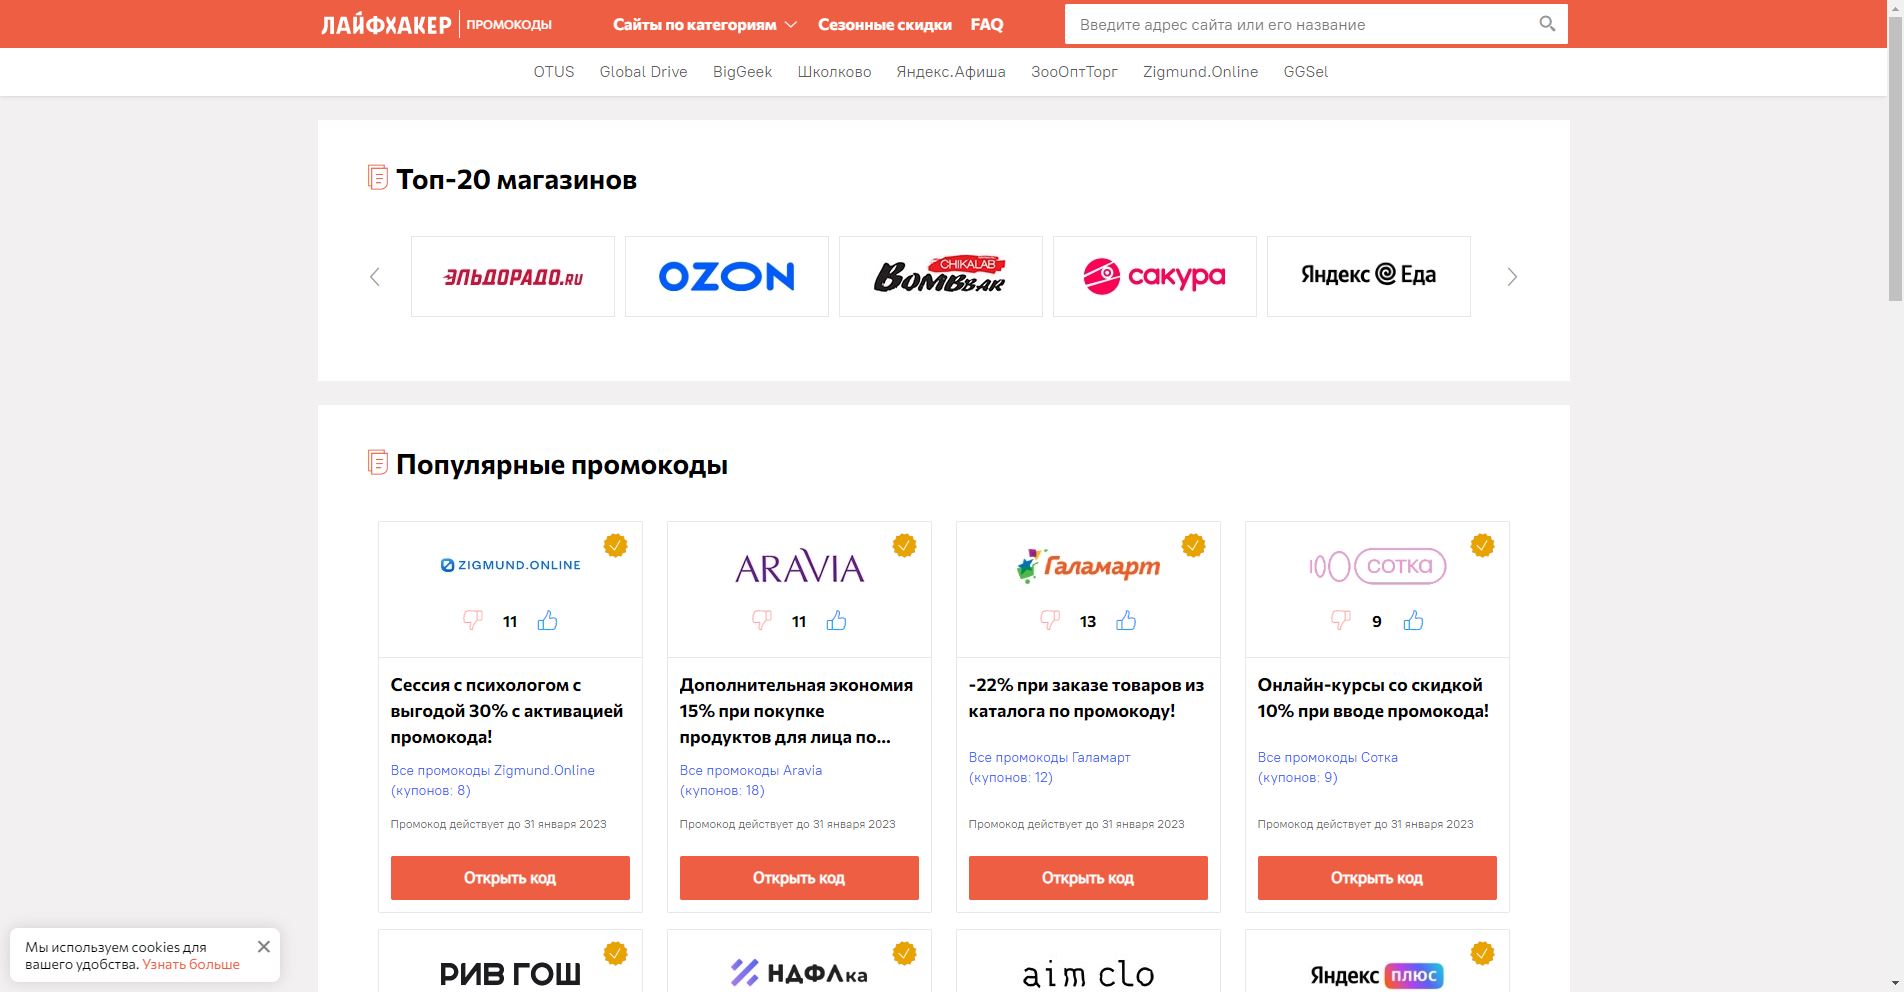 ЛАЙФХАКЕР ПРОМОКОДЫ Сайты по категориям Сезонные скидки FAQ Введите адрес сайта или его название
OTUS Global Drive BigGeek Школково Яндекс.Афиша ЗооОптТорг Zigmund.Online GGSel
Топ-20 магазинов
ЭЛЬДОРАДО.RU OZON CHIKALAB BOMBBAR сакура Яндекс Еда
Популярные промокоды
ZIGMUND.ONLINE
11
Сессия с психологом с
выгодой 30% с активацией
промокода!
Все промокоды Zigmund.Online
(купонов: 8)
Промокод действует до 31 января 2023
Открыть код
ARAVIA
11
Дополнительная экономия
15% при покупке
продуктов для лица по...
Все промокоды Aravia
(купонов: 18)
Промокод действует до 31 января 2023
Открыть код
Галамарт
13
-22% при заказе товаров из
каталога по промокоду!
Все промокоды Галамарт
(купонов: 12)
Промокод действует до 31 января 2023
Открыть код
сотка
9
Онлайн-курсы со скидкой
10% при вводе промокода!
Все промокоды Сотка
(купонов: 9)
Промокод действует до 31 января 2023
Открыть код
РИВ ГОШ НДФЛка aim clo Яндекс плюс
Мы используем cookies для
вашего удобства. Узнать больше